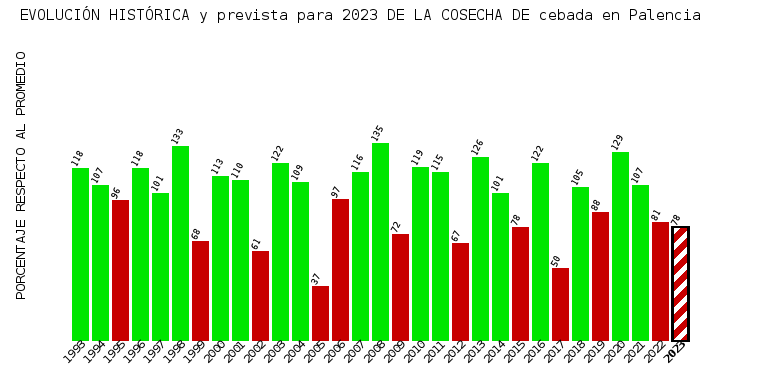 EVOLUCIÓN HISTÓRICA y prevista para 2023 DE LA COSECHA DE cebada en Palencia
PORCENTAJE RESPECTO AL PROMEDIO
118 107 96 118 101 133 68 113 110 61 122 109 37 97 116 135 72 119 115 67 126 101 78 122 50 105 88 129 107 81 78
1993 1994 1995 1996 1997 1998 1999 2000 2001 2002 2003 2004 2005 2006 2007 2008 2009 2010 2011 2012 2013 2014 2015 2016 2017 2018 2019 2020 2021 2022 2023